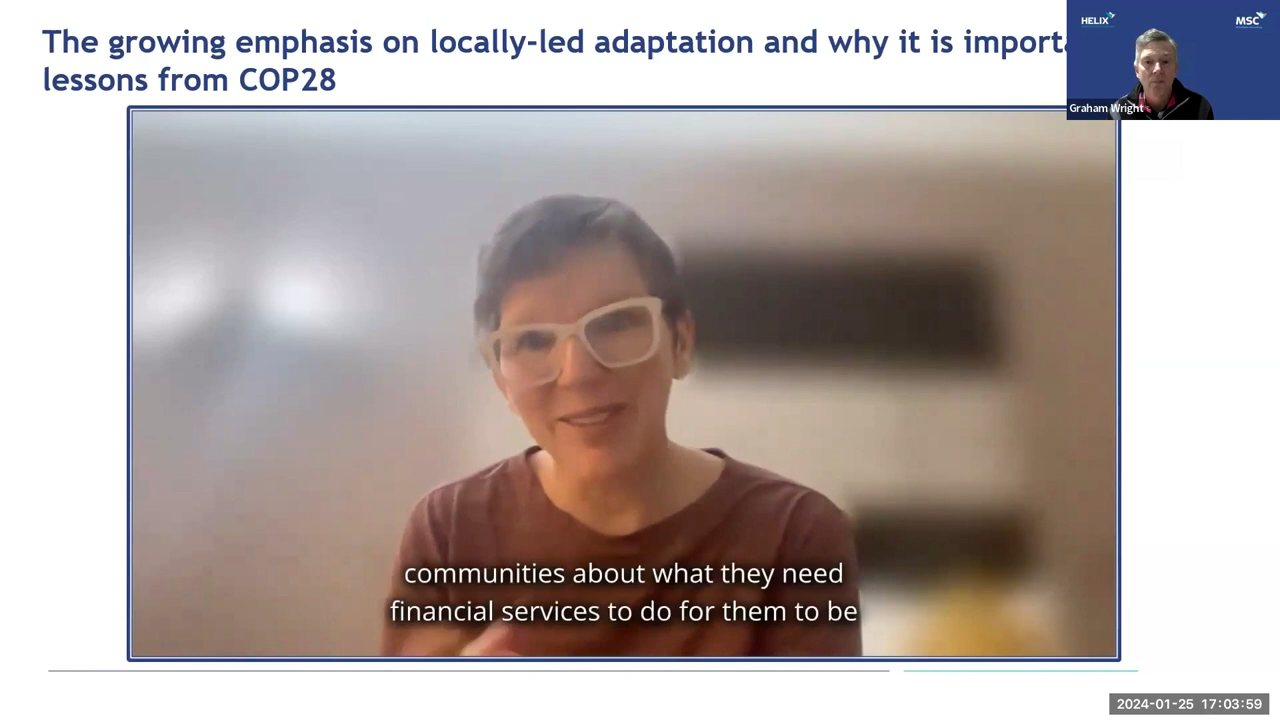 The growing emphasis on locally-led adaptation and why it is importa
lessons from COP28
HELIX
MSC
Graham Wright
communities about what they need
financial services to do for them to be
2024-01-25 17:03:59